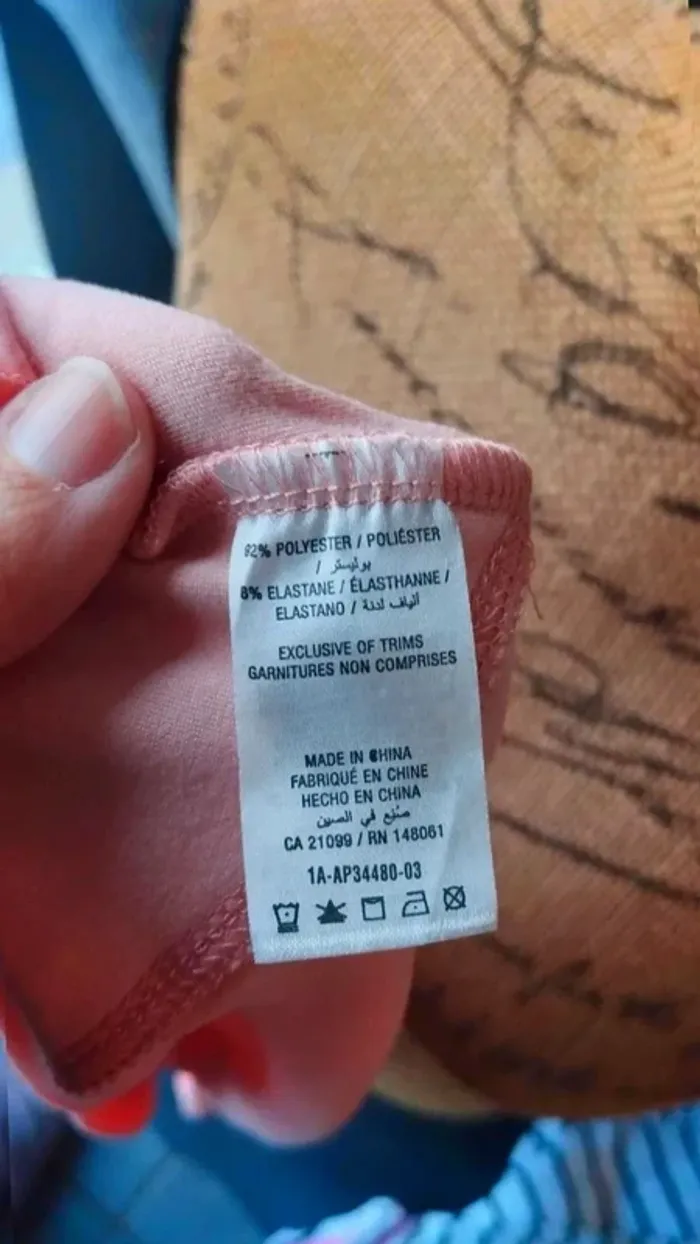 92% POLYESTER / POLIÉSTER
/ بوليستر
8% ELASTANE / ÉLASTHANNE /
ELASTANO / ألياف لدنة
EXCLUSIVE OF TRIMS
GARNITURES NON COMPRISES
MADE IN CHINA
FABRIQUÉ EN CHINE
HECHO EN CHINA
صُنع في الصين
CA 21099 / RN 148061
1A-AP34480-03